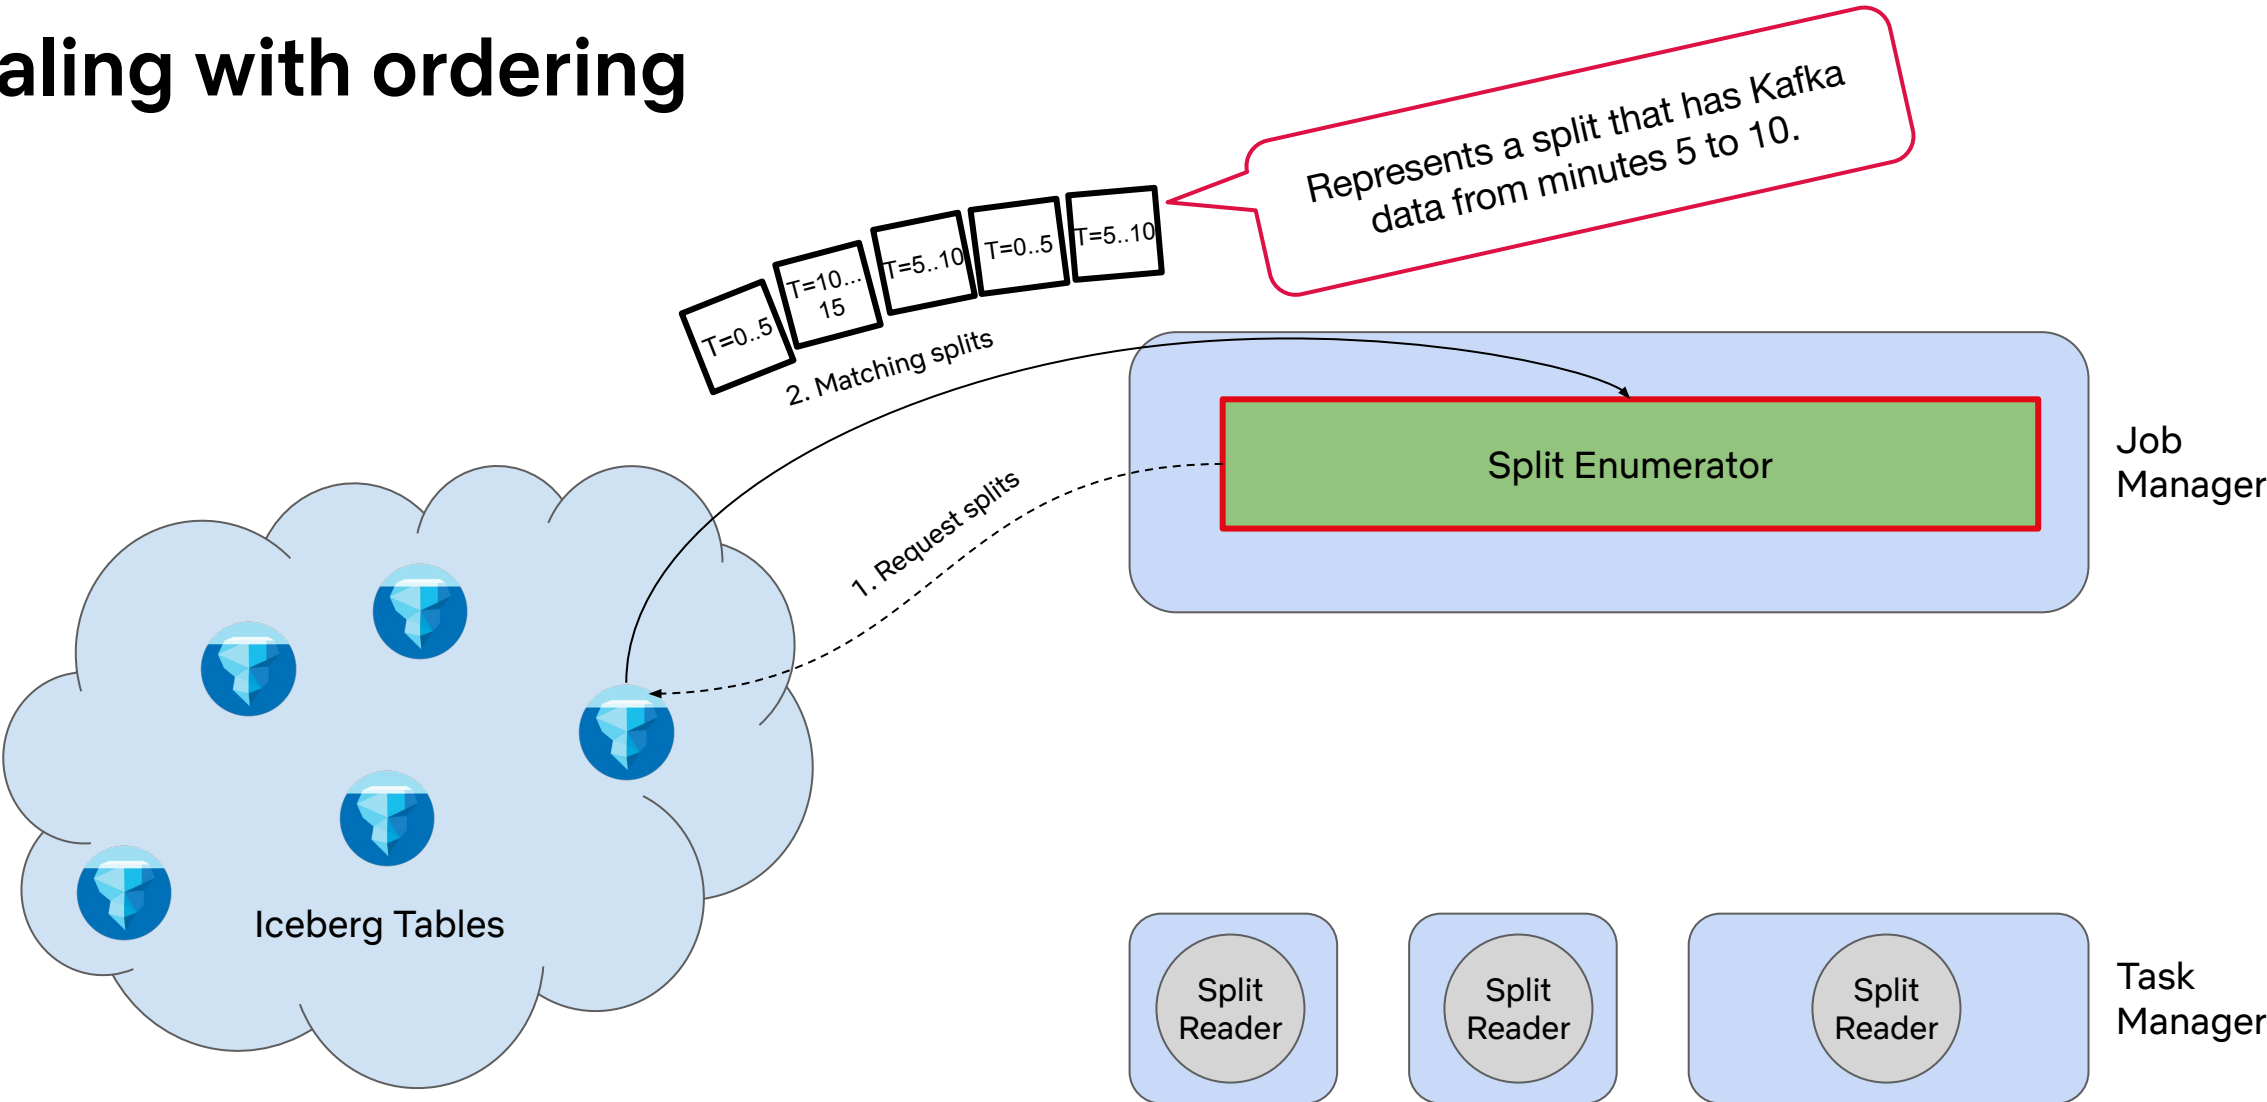 aling with ordering
Represents a split that has Kafka
data from minutes 5 to 10.
T=0..5
T=10...
15
T=5..10
T=0..5
T=5..10
2. Matching splits
1. Request splits
Split Enumerator
Job
Manager
Iceberg Tables
Split
Reader
Split
Reader
Split
Reader
Task
Manager